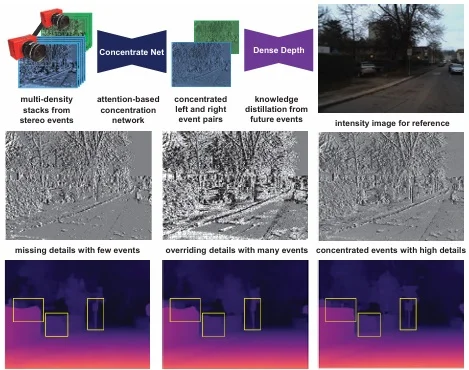 Concentrate Net
Dense Depth
multi-density
stacks from
stereo events
attention-based
concentration
network
concentrated
left and right
event pairs
knowledge
distillation from
future events
intensity image for reference
missing details with few events
overriding details with many events
concentrated events with high details